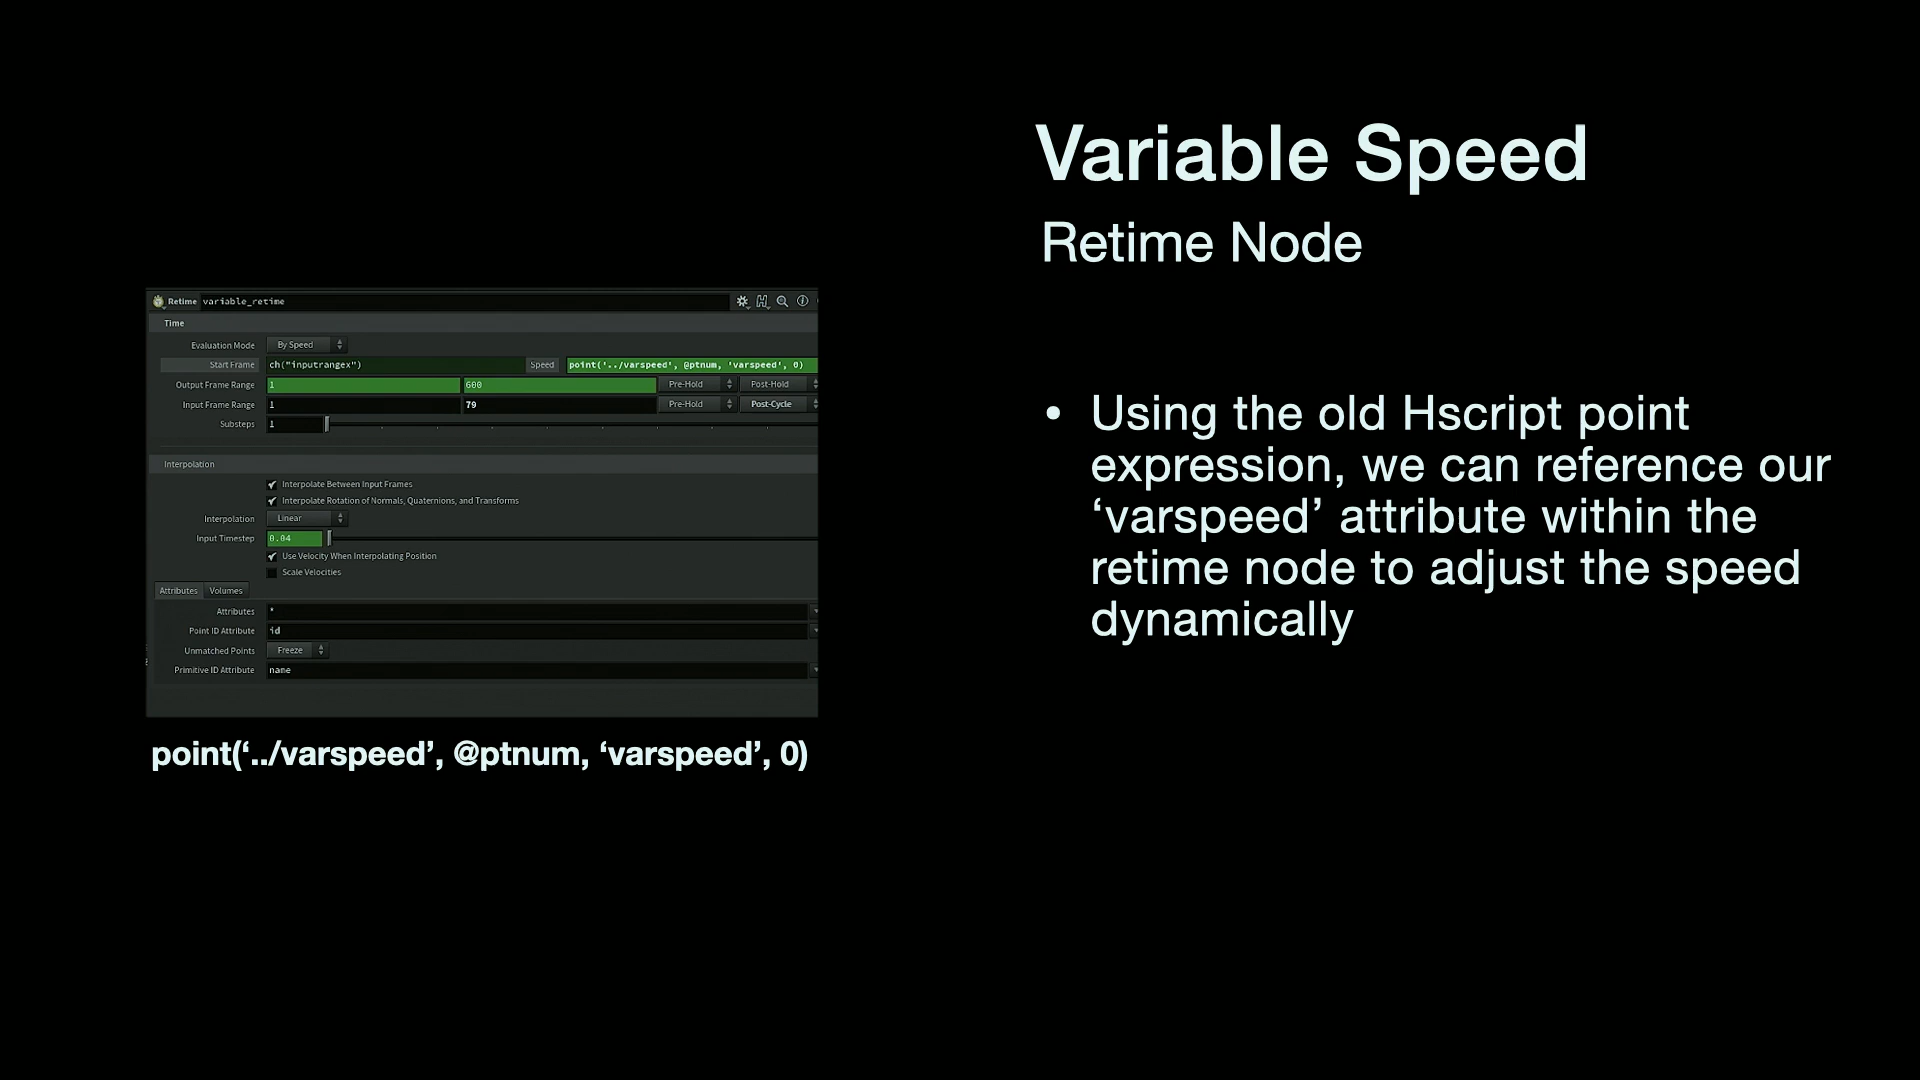 Variable Speed
Retime Node
Retime variable_retime
Time
Evaluation Mode By Speed
Start Frame ch("inputrangex") Speed point('../varspeed', @ptnum, 'varspeed', 0)
Output Frame Range 1 600 Pre-Hold Post-Hold
Input Frame Range 1 79 Pre-Hold Post-Cycle
Substeps 1
Interpolation
Interpolate Between Input Frames
Interpolate Rotation of Normals, Quaternions, and Transforms
Interpolation Linear
Input Timestep 0.04
Use Velocity When Interpolating Position
Scale Velocities
Attributes Volumes
Attributes *
Point ID Attribute id
Unmatched Points Freeze
Primitive ID Attribute name
point(‘../varspeed’, @ptnum, ‘varspeed’, 0)
• Using the old Hscript point
expression, we can reference our
‘varspeed’ attribute within the
retime node to adjust the speed
dynamically